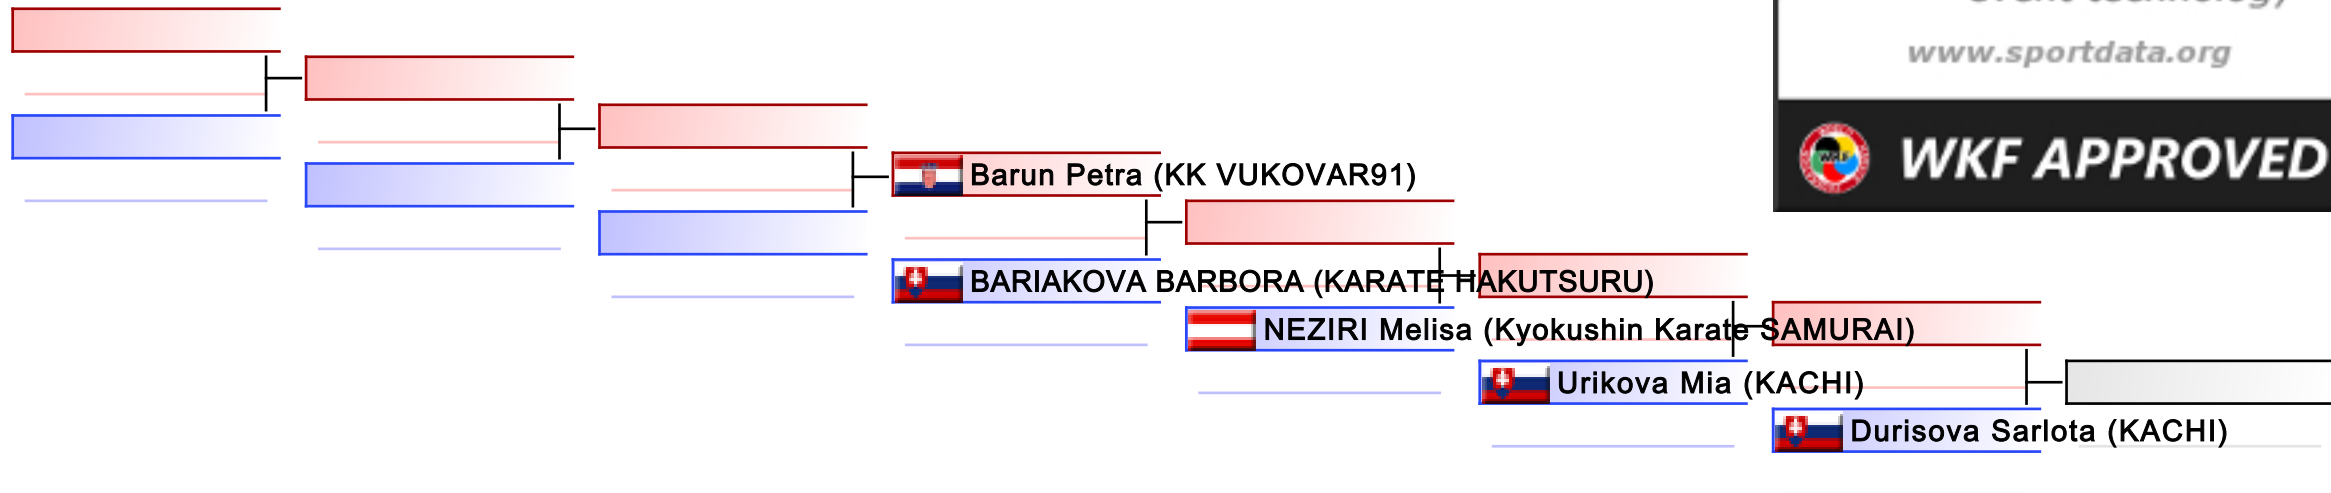 www.sportdata.org
WKF APPROVED
Barun Petra (KK VUKOVAR91)
BARIAKOVA BARBORA (KARATE HAKUTSURU)
NEZIRI Melisa (Kyokushin Karate SAMURAI)
Urikova Mia (KACHI)
Durisova Sarlota (KACHI)